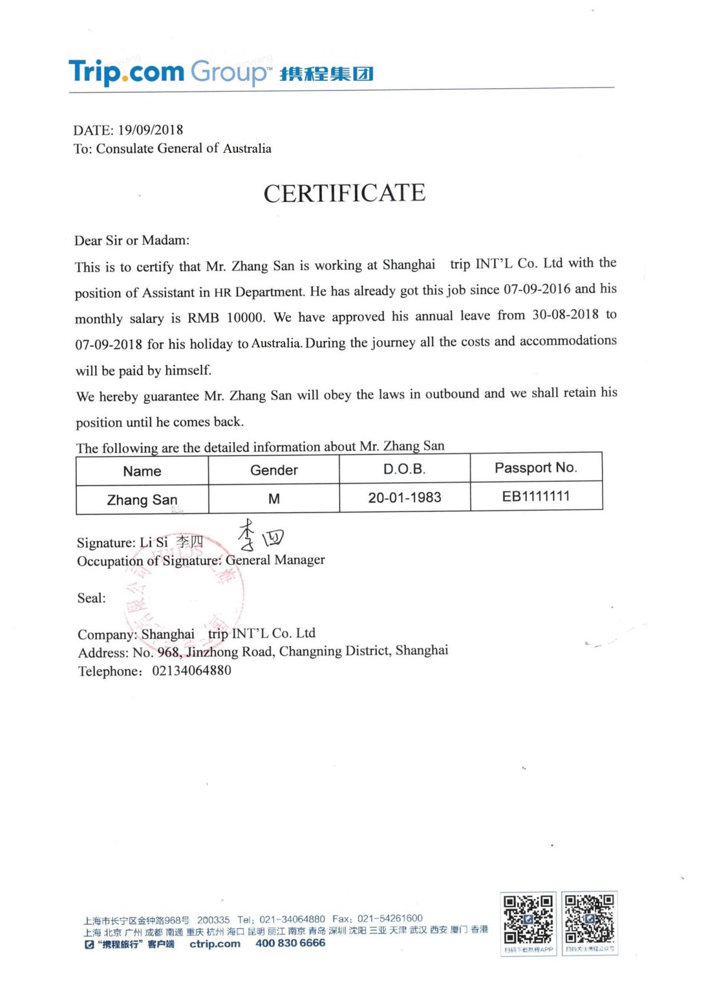 Trip.com Group™ 携程集团
DATE: 19/09/2018
To: Consulate General of Australia
CERTIFICATE
Dear Sir or Madam:
This is to certify that Mr. Zhang San is working at Shanghai trip INT’L Co. Ltd with the
position of Assistant in HR Department. He has already got this job since 07-09-2016 and his
monthly salary is RMB 10000. We have approved his annual leave from 30-08-2018 to
07-09-2018 for his holiday to Australia. During the journey all the costs and accommodations
will be paid by himself.
We hereby guarantee Mr. Zhang San will obey the laws in outbound and we shall retain his
position until he comes back.
The following are the detailed information about Mr. Zhang San
Name Gender D.O.B. Passport No.
Zhang San M 20-01-1983 EB1111111
Signature: Li Si 李四 李四
Occupation of Signature: General Manager
Seal:
Company: Shanghai trip INT’L Co. Ltd
Address: No. 968, Jinzhong Road, Changning District, Shanghai
Telephone：02134064880
上海市长宁区金钟路968号 200335 Tel: 021-34064880 Fax: 021-54261600
上海 北京 广州 成都 南通 重庆 杭州 海口 昆明 丽江 南京 青岛 深圳 沈阳 三亚 天津 武汉 西安 厦门 香港
“携程旅行”客户端 ctrip.com 400 830 6666
扫码下载携程APP
扫码关注携程公众号